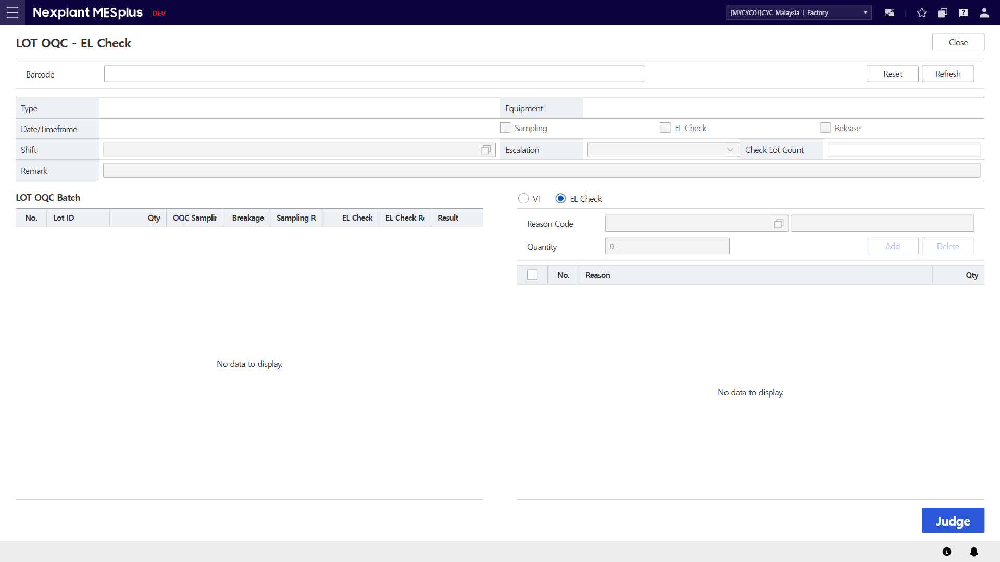 Nexplant MESplus DEV
[MYCYC01]CYC Malaysia 1 Factory
LOT OQC - EL Check
Close
Barcode
Reset
Refresh
Type
Equipment
Date/Timeframe
Sampling
EL Check
Release
Shift
Escalation
Check Lot Count
Remark
LOT OQC Batch
No. Lot ID Qty OQC Samplin Breakage Sampling R EL Check EL Check Re Result
No data to display.
VI
EL Check
Reason Code
Quantity
0
Add
Delete
No. Reason Qty
No data to display.
Judge